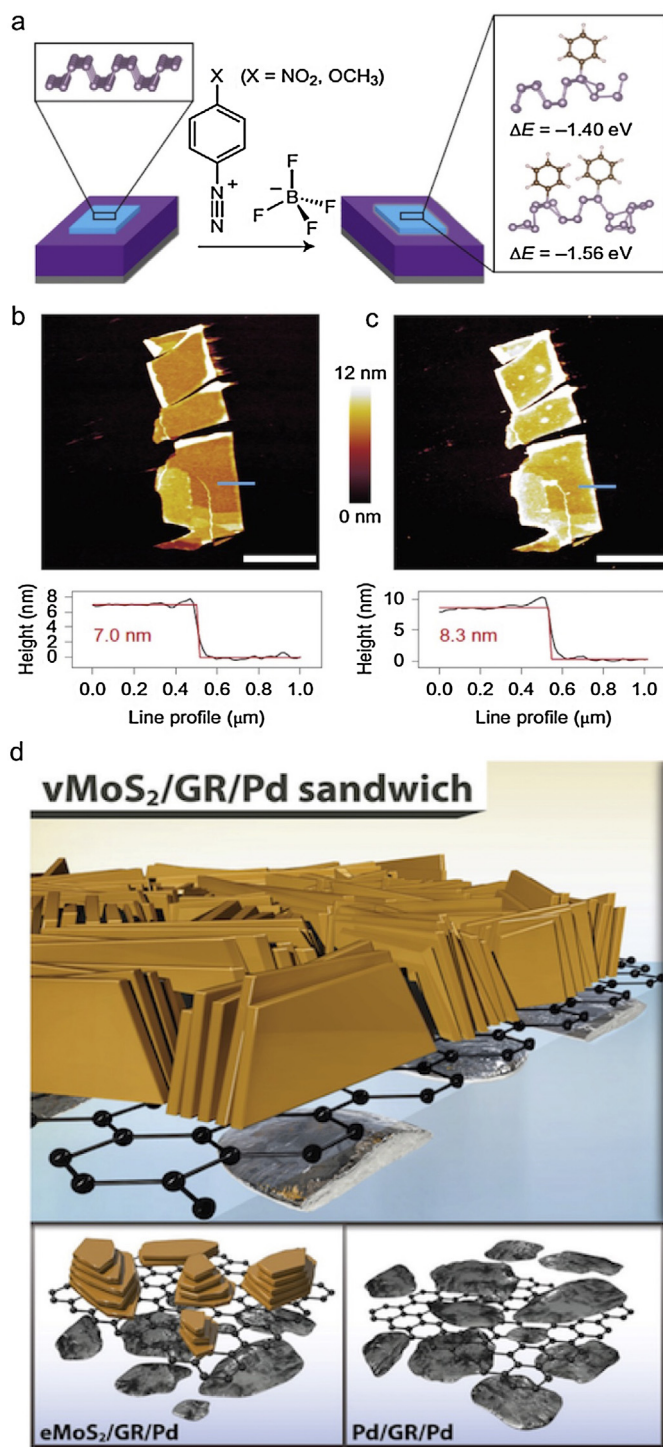 a
X (X = NO2, OCH3)
N
+
N
F
−
B
F
F
F
ΔE = –1.40 eV
ΔE = –1.56 eV
b
c
12 nm
0 nm
Height (nm)
8
6
4
2
0
7.0 nm
0.0 0.2 0.4 0.6 0.8 1.0
Line profile (μm)
Height (nm)
10
5
0
8.3 nm
0.0 0.2 0.4 0.6 0.8 1.0
Line profile (μm)
d
vMoS2/GR/Pd sandwich
eMoS2/GR/Pd
Pd/GR/Pd